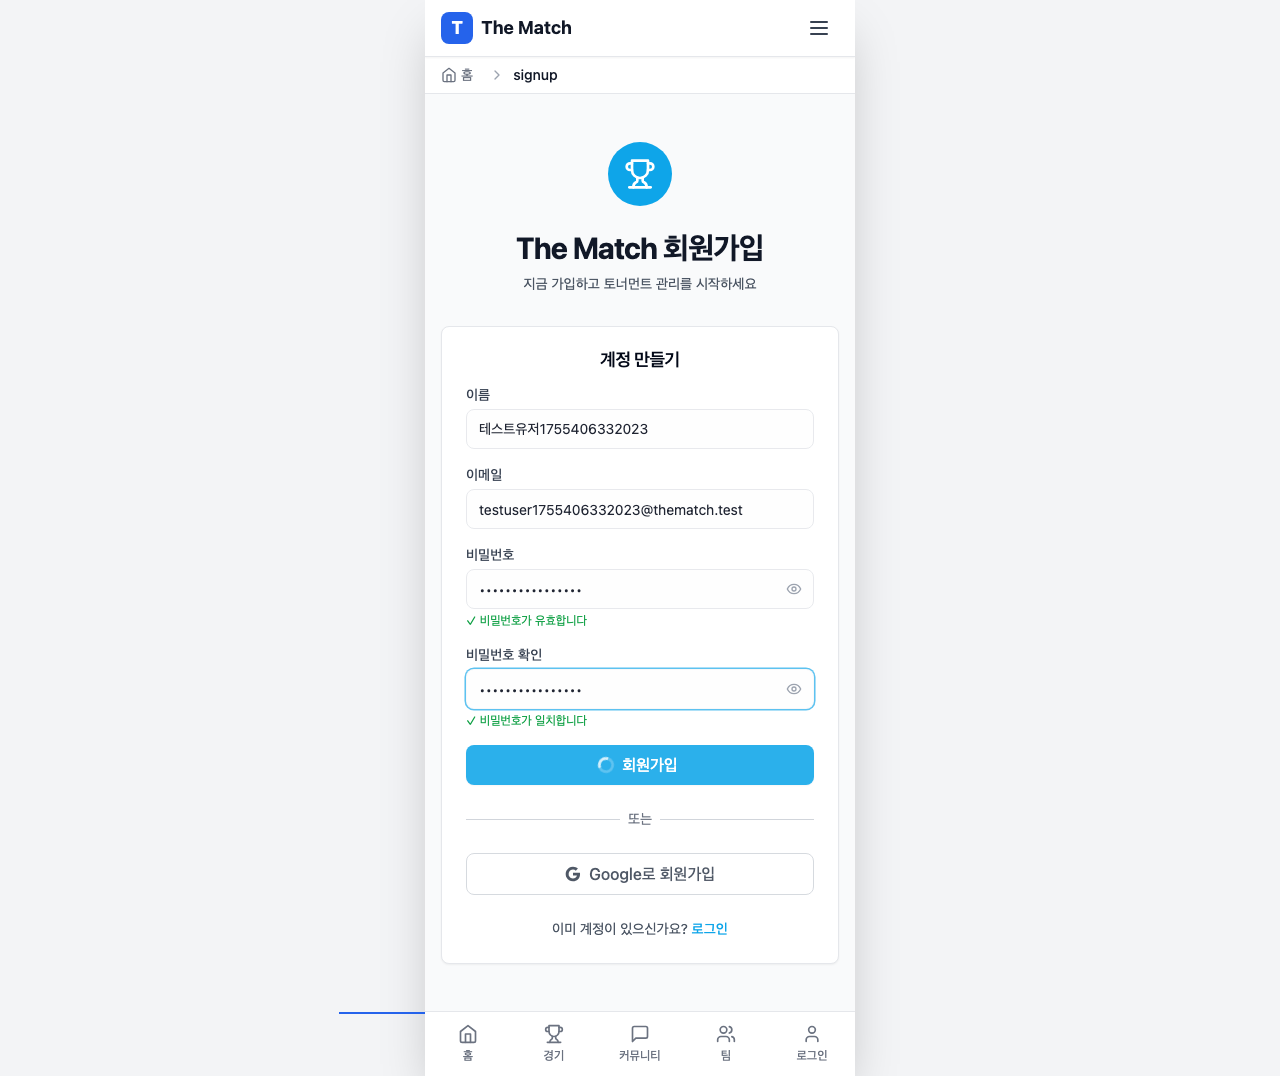 T The Match
홈 signup
The Match 회원가입
지금 가입하고 토너먼트 관리를 시작하세요
계정 만들기
이름
테스트유저1755406332023
이메일
testuser1755406332023@thematch.test
비밀번호
••••••••••••••••
✓ 비밀번호가 유효합니다
비밀번호 확인
••••••••••••••••
✓ 비밀번호가 일치합니다
회원가입
또는
G Google로 회원가입
이미 계정이 있으신가요? 로그인
홈 경기 커뮤니티 팀 로그인